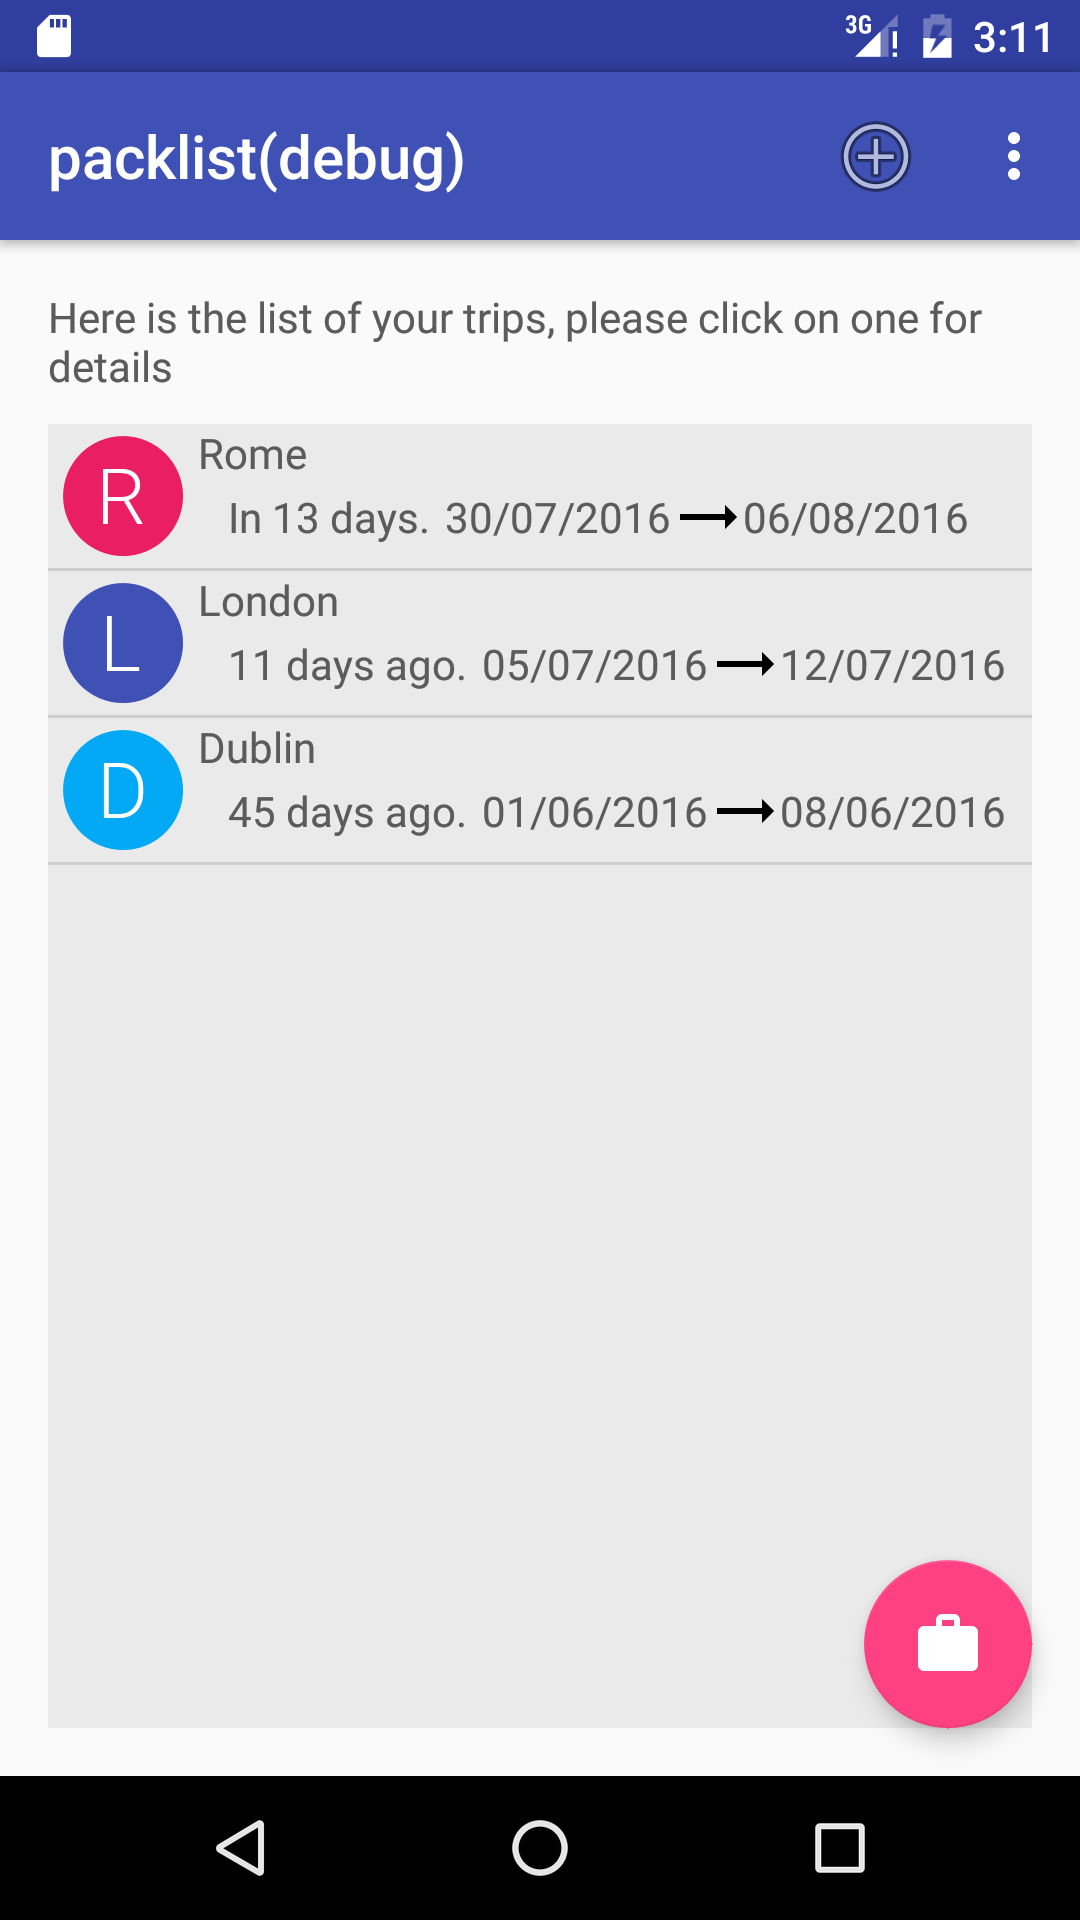 3G 3:11
packlist(debug)
Here is the list of your trips, please click on one for
details
R Rome
In 13 days. 30/07/2016 06/08/2016
L London
11 days ago. 05/07/2016 12/07/2016
D Dublin
45 days ago. 01/06/2016 08/06/2016